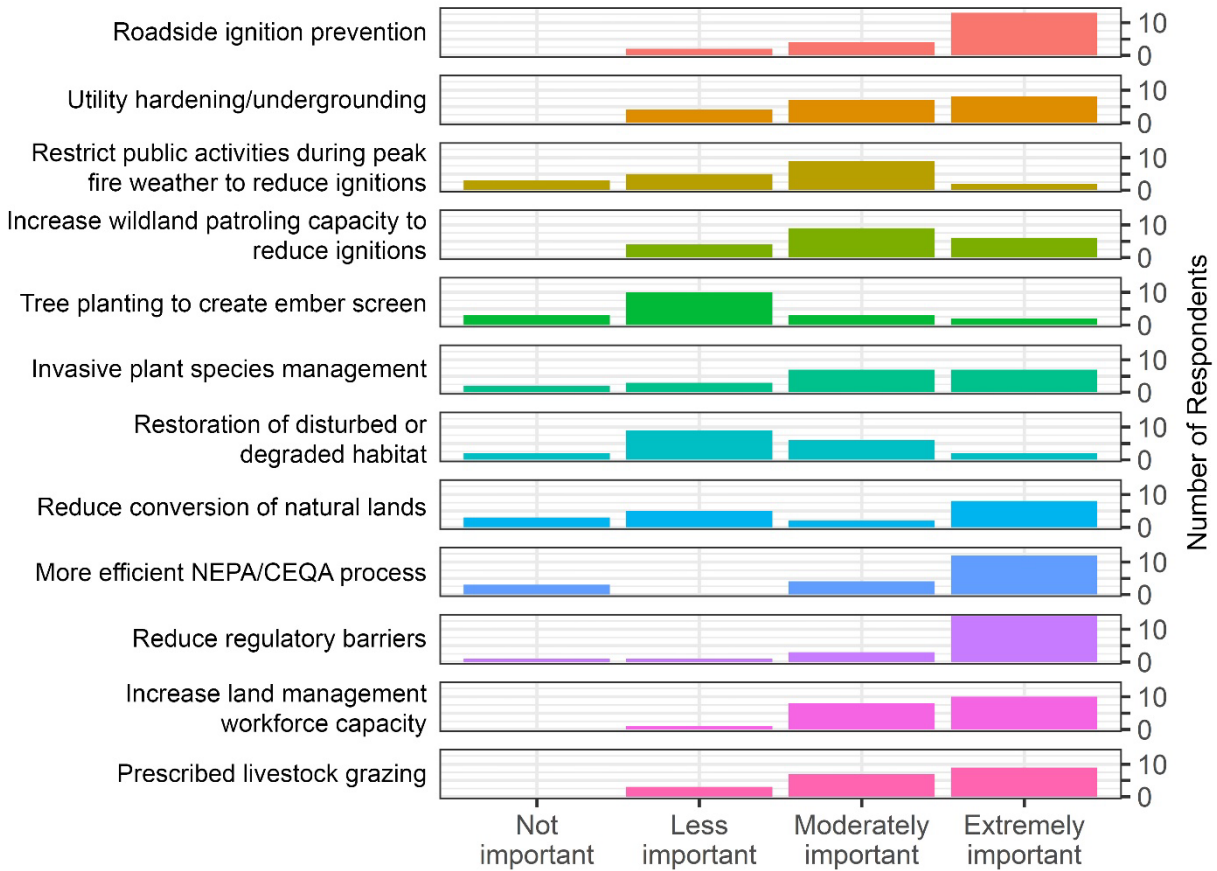 Roadside ignition prevention
10
0
Utility hardening/undergrounding
10
0
Restrict public activities during peak
fire weather to reduce ignitions
10
0
Increase wildland patroling capacity to
reduce ignitions
10
0
Tree planting to create ember screen
10
0
Invasive plant species management
10
0
Restoration of disturbed or
degraded habitat
10
0
Reduce conversion of natural lands
10
0
More efficient NEPA/CEQA process
10
0
Reduce regulatory barriers
10
0
Increase land management
workforce capacity
10
0
Prescribed livestock grazing
10
0
Number of Respondents
Not
important
Less
important
Moderately
important
Extremely
important